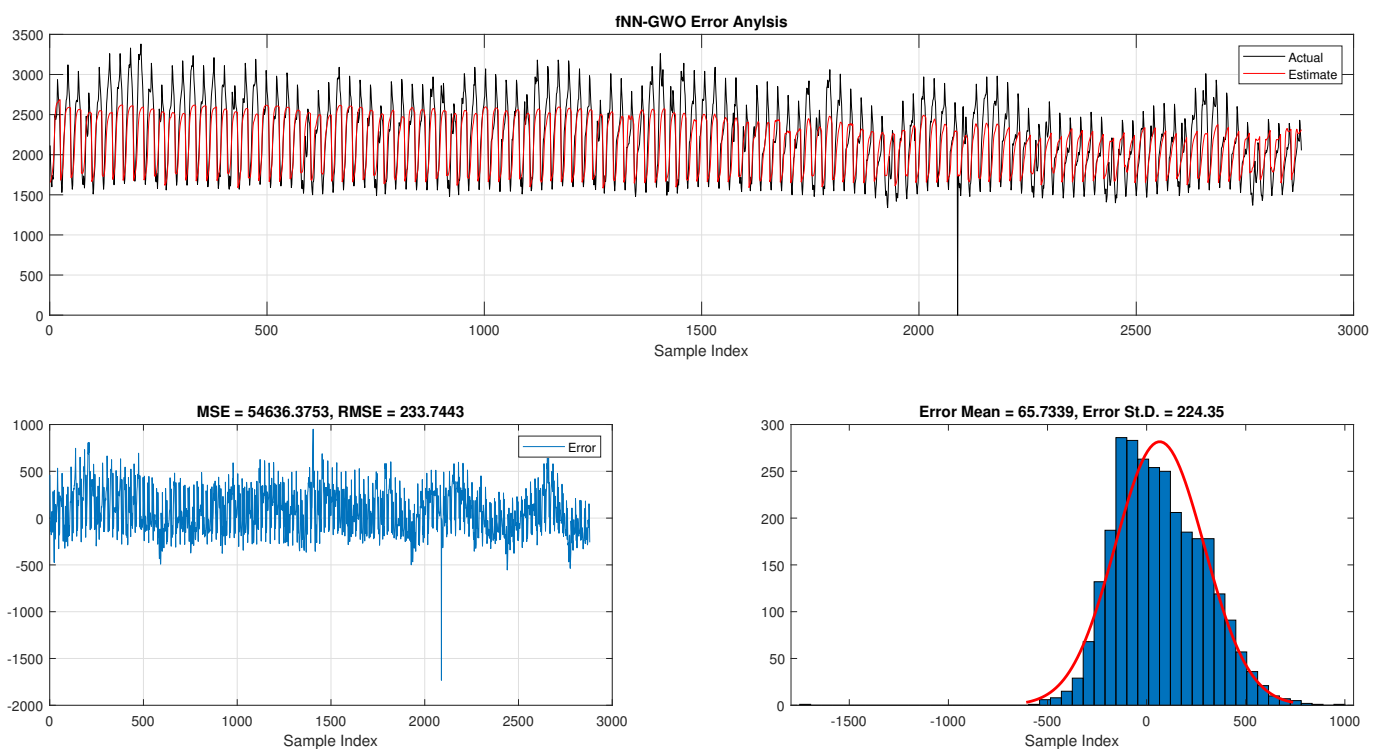 fNN-GWO Error Anylsis
3500
3000
2500
2000
1500
1000
500
0
0 500 1000 1500 2000 2500 3000
Sample Index
Actual
Estimate
MSE = 54636.3753, RMSE = 233.7443
1000
500
0
-500
-1000
-1500
-2000
0 500 1000 1500 2000 2500 3000
Sample Index
Error
Error Mean = 65.7339, Error St.D. = 224.35
300
250
200
150
100
50
0
-1500 -1000 -500 0 500 1000
Sample Index